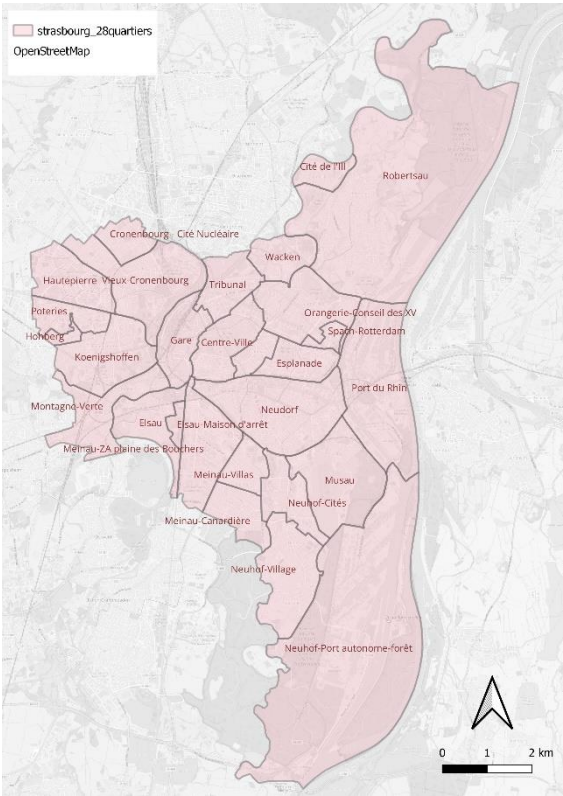 strasbourg_28quartiers
OpenStreetMap
Cité de l'Ill
Robertsau
Cronenbourg - Cité Nucléaire
Wacken
Hautepierre
Vieux-Cronenbourg
Tribunal
Poteries
Orangerie-Conseil des XV
Spach-Rotterdam
Hohberg
Gare
Centre-Ville
Koenigshoffen
Esplanade
Port du Rhin
Montagne-Verte
Neudorf
Elsau
Elsau-Maison d'arrêt
Meinau-ZA plaine des Bouchers
Meinau-Villas
Musau
Neuhof-Cités
Meinau-Canardière
Neuhof-Village
Neuhof-Port autonome-forêt
0 1 2 km